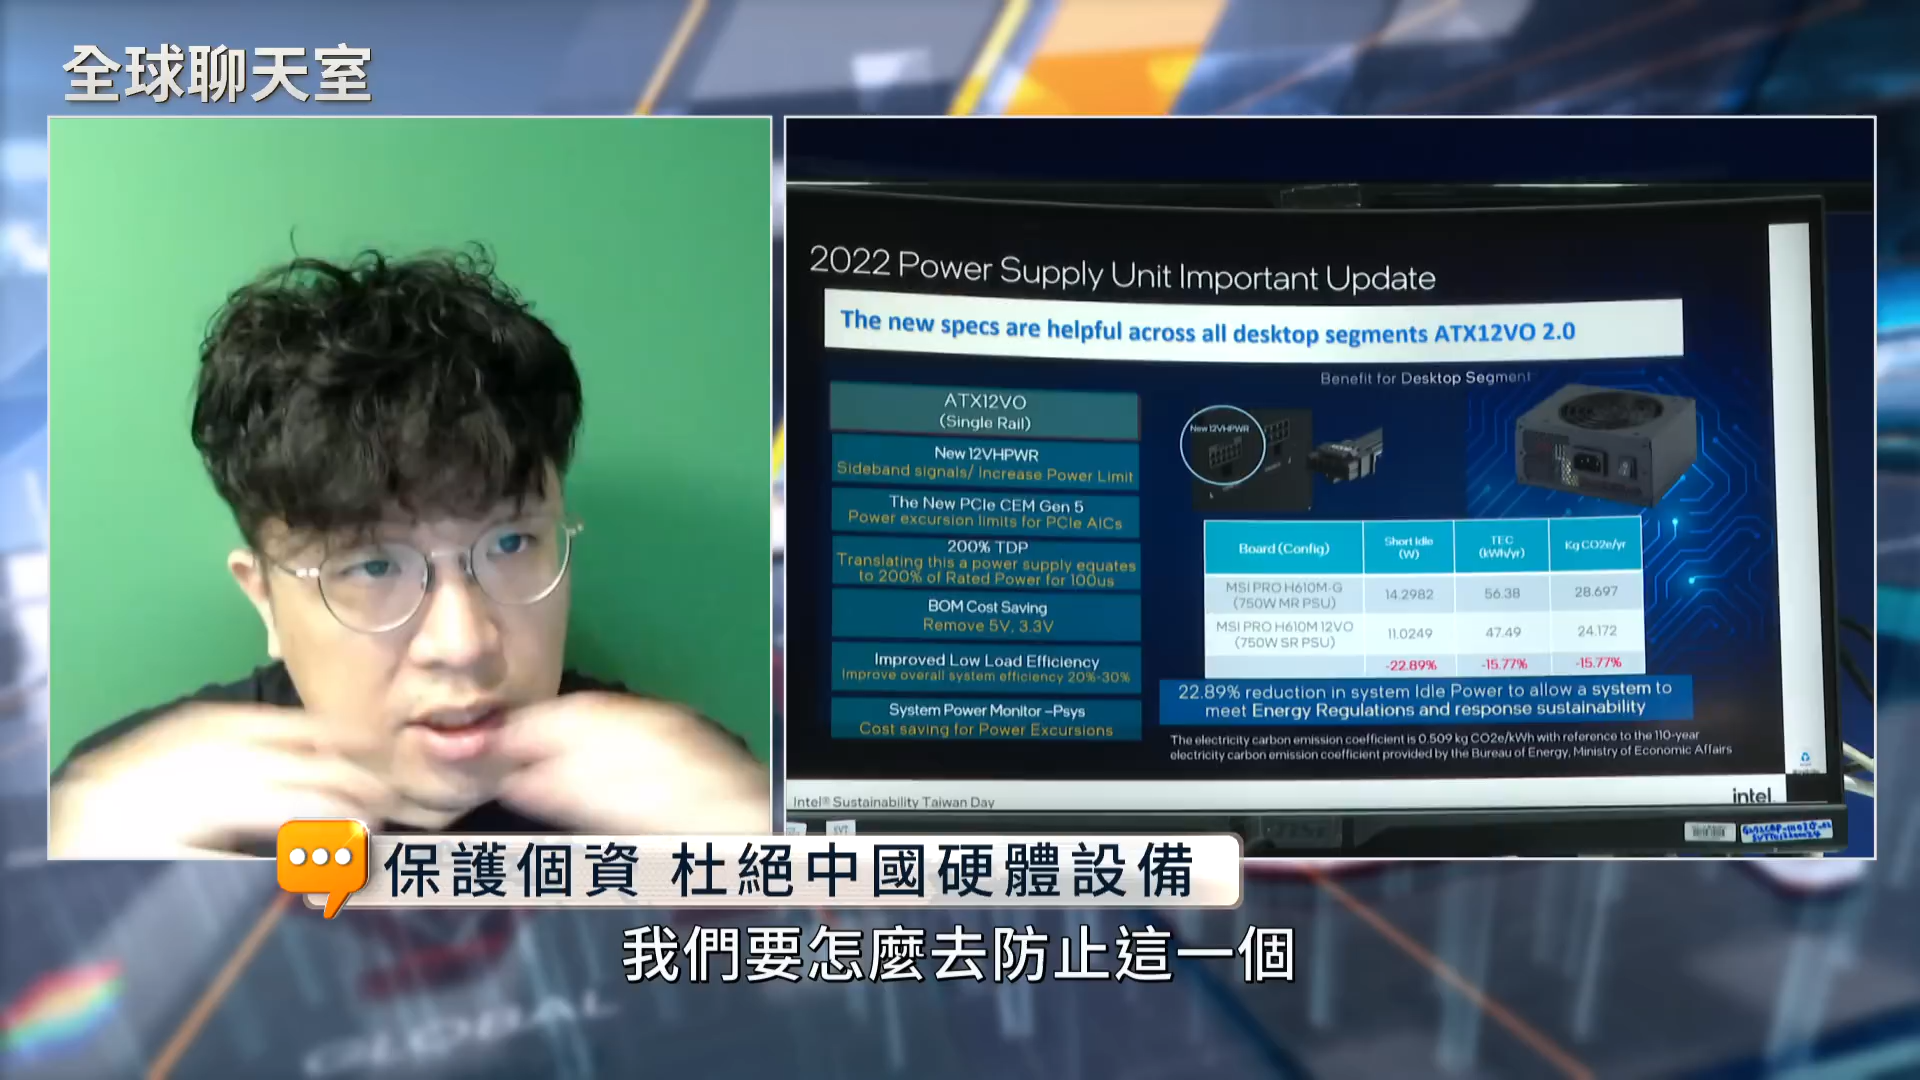 全球聊天室
2022 Power Supply Unit Important Update
The new specs are helpful across all desktop segments ATX12VO 2.0
ATX12VO
(Single Rail)
New 12VHPWR
Sideband signals/ Increase Power Limit
The New PCIe CEM Gen 5
Power excursion limits for PCIe AICs
200% TDP
Translating this a power supply equates
to 200% of Rated Power for 100us
BOM Cost Saving
Remove 5V, 3.3V
Improved Low Load Efficiency
Improve overall system efficiency 20%-30%
System Power Monitor –Psys
Cost saving for Power Excursions
Benefit for Desktop Segment
New 12VHPWR
Board (Config) Short Idle (W) TEC (kWh/yr) Kg CO2e/yr
MSI PRO H610M-G (750W MR PSU) 14.2982 56.38 28.697
MSI PRO H610M 12VO (750W SR PSU) 11.0249 47.49 24.172
-22.89% -15.77% -15.77%
22.89% reduction in system Idle Power to allow a system to
meet Energy Regulations and response sustainability
The electricity carbon emission coefficient is 0.509 kg CO2e/kWh with reference to the 110-year
electricity carbon emission coefficient provided by the Bureau of Energy, Ministry of Economic Affairs
Intel® Sustainability Taiwan Day
intel.
保護個資 杜絕中國硬體設備
我們要怎麼去防止這一個
GLOBAL